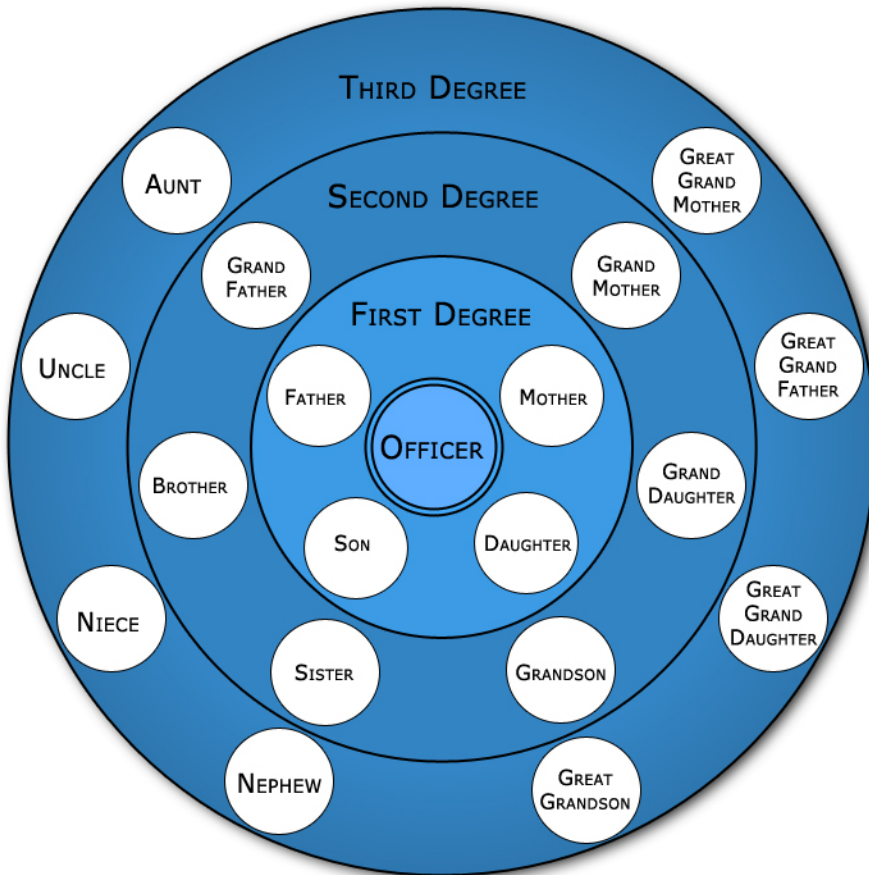 Third Degree
Aunt
Great
Grand
Mother
Second Degree
Grand
Father
Grand
Mother
First Degree
Uncle
Great
Grand
Father
Father
Mother
Officer
Brother
Grand
Daughter
Son
Daughter
Niece
Great
Grand
Daughter
Sister
Grandson
Nephew
Great
Grandson